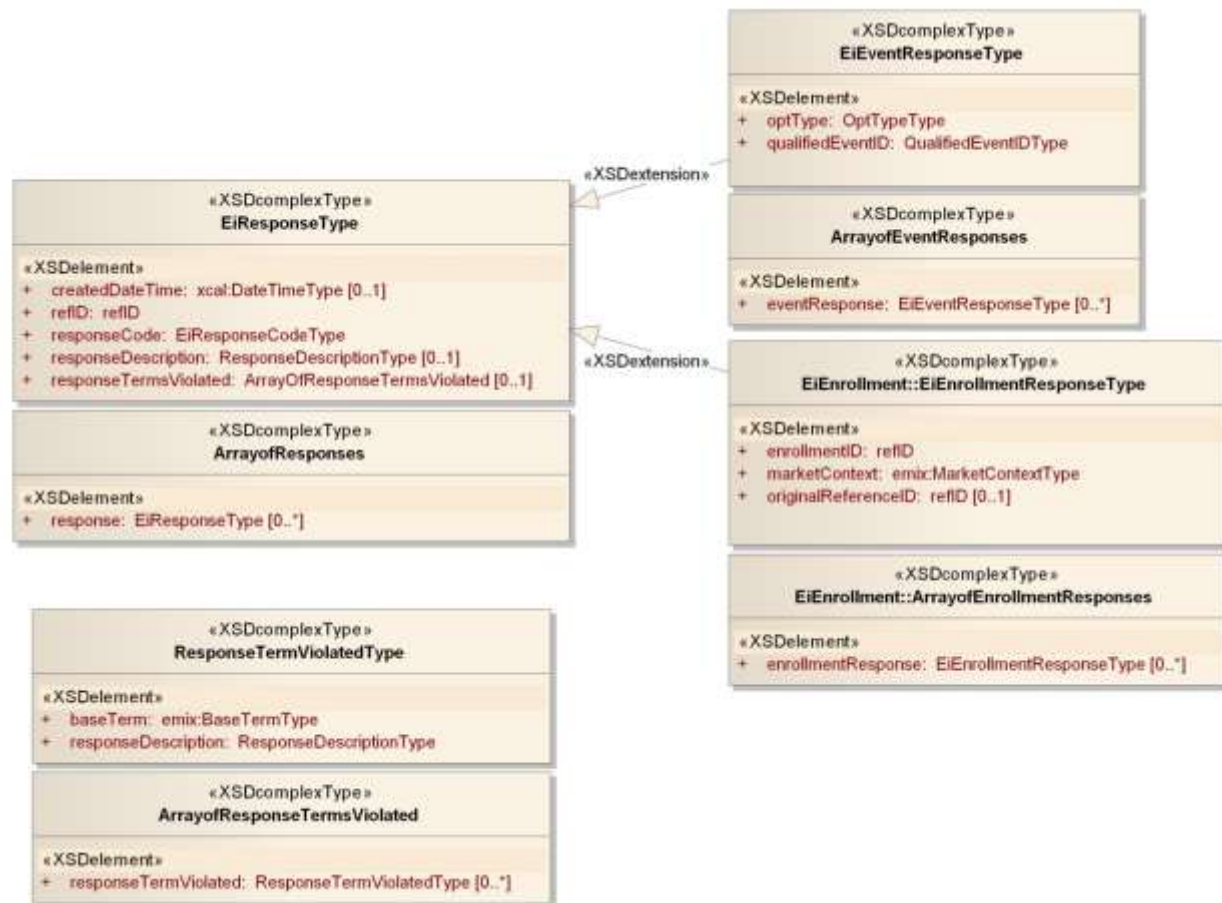 «XSDcomplexType»
EiEventResponseType
«XSDelement»
+ optType: OptTypeType
+ qualifiedEventID: QualifiedEventIDType
«XSDextension»
«XSDcomplexType»
EiResponseType
«XSDelement»
+ createdDateTime: xcal:DateTimeType [0..1]
+ refID: refID
+ responseCode: EiResponseCodeType
+ responseDescription: ResponseDescriptionType [0..1]
+ responseTermsViolated: ArrayOfResponseTermsViolated [0..1]
«XSDcomplexType»
ArrayofEventResponses
«XSDelement»
+ eventResponse: EiEventResponseType [0..*]
«XSDextension»
«XSDcomplexType»
EiEnrollment::EiEnrollmentResponseType
«XSDelement»
+ enrollmentID: refID
+ marketContext: emix:MarketContextType
+ originalReferenceID: refID [0..1]
«XSDcomplexType»
ArrayofResponses
«XSDelement»
+ response: EiResponseType [0..*]
«XSDcomplexType»
EiEnrollment::ArrayofEnrollmentResponses
«XSDelement»
+ enrollmentResponse: EiEnrollmentResponseType [0..*]
«XSDcomplexType»
ResponseTermViolatedType
«XSDelement»
+ baseTerm: emix:BaseTermType
+ responseDescription: ResponseDescriptionType
«XSDcomplexType»
ArrayofResponseTermsViolated
«XSDelement»
+ responseTermViolated: ResponseTermViolatedType [0..*]